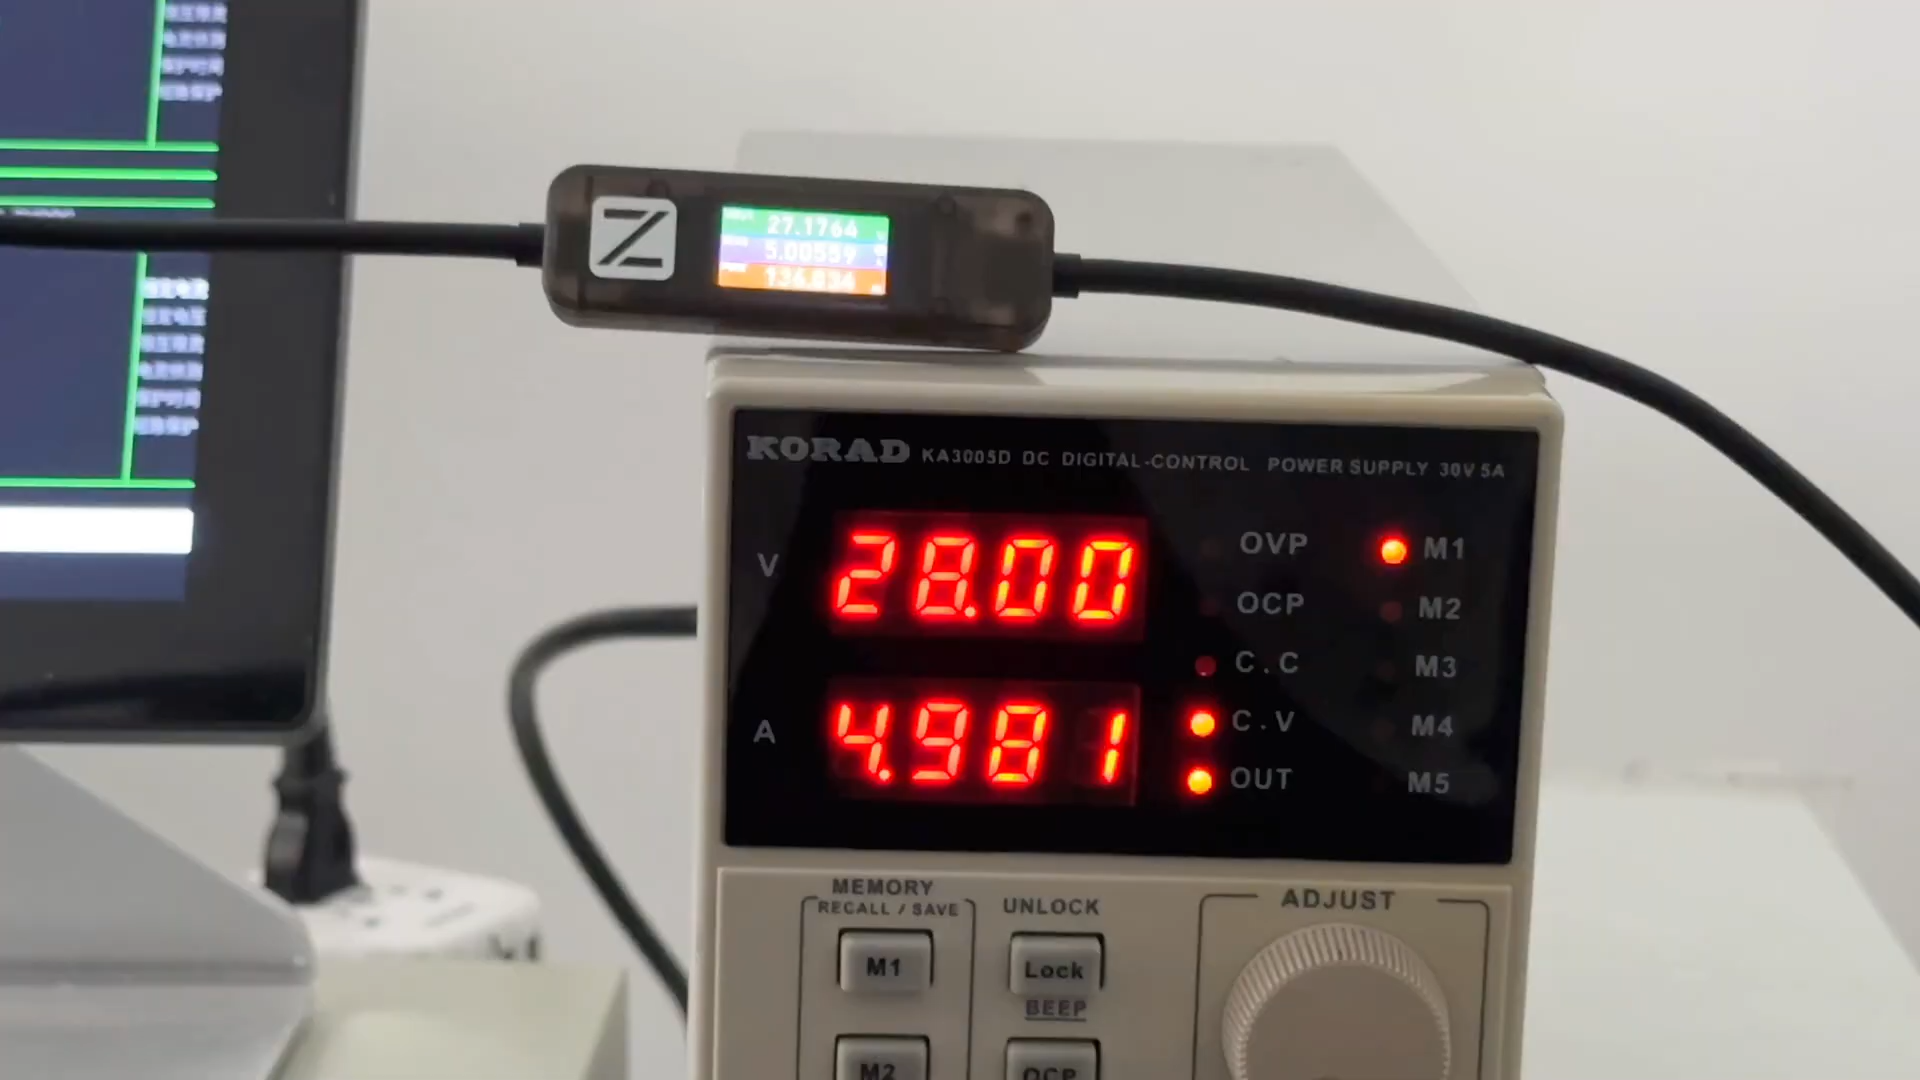 27.1764
5.00559
KORAD KA3005D DC DIGITAL-CONTROL POWER SUPPLY 30V 5A
V 28.00
A 4.981
OVP
OCP
C.C
C.V
OUT
M1
M2
M3
M4
M5
MEMORY
RECALL / SAVE
M1
M2
UNLOCK
Lock
BEEP
OCP
ADJUST